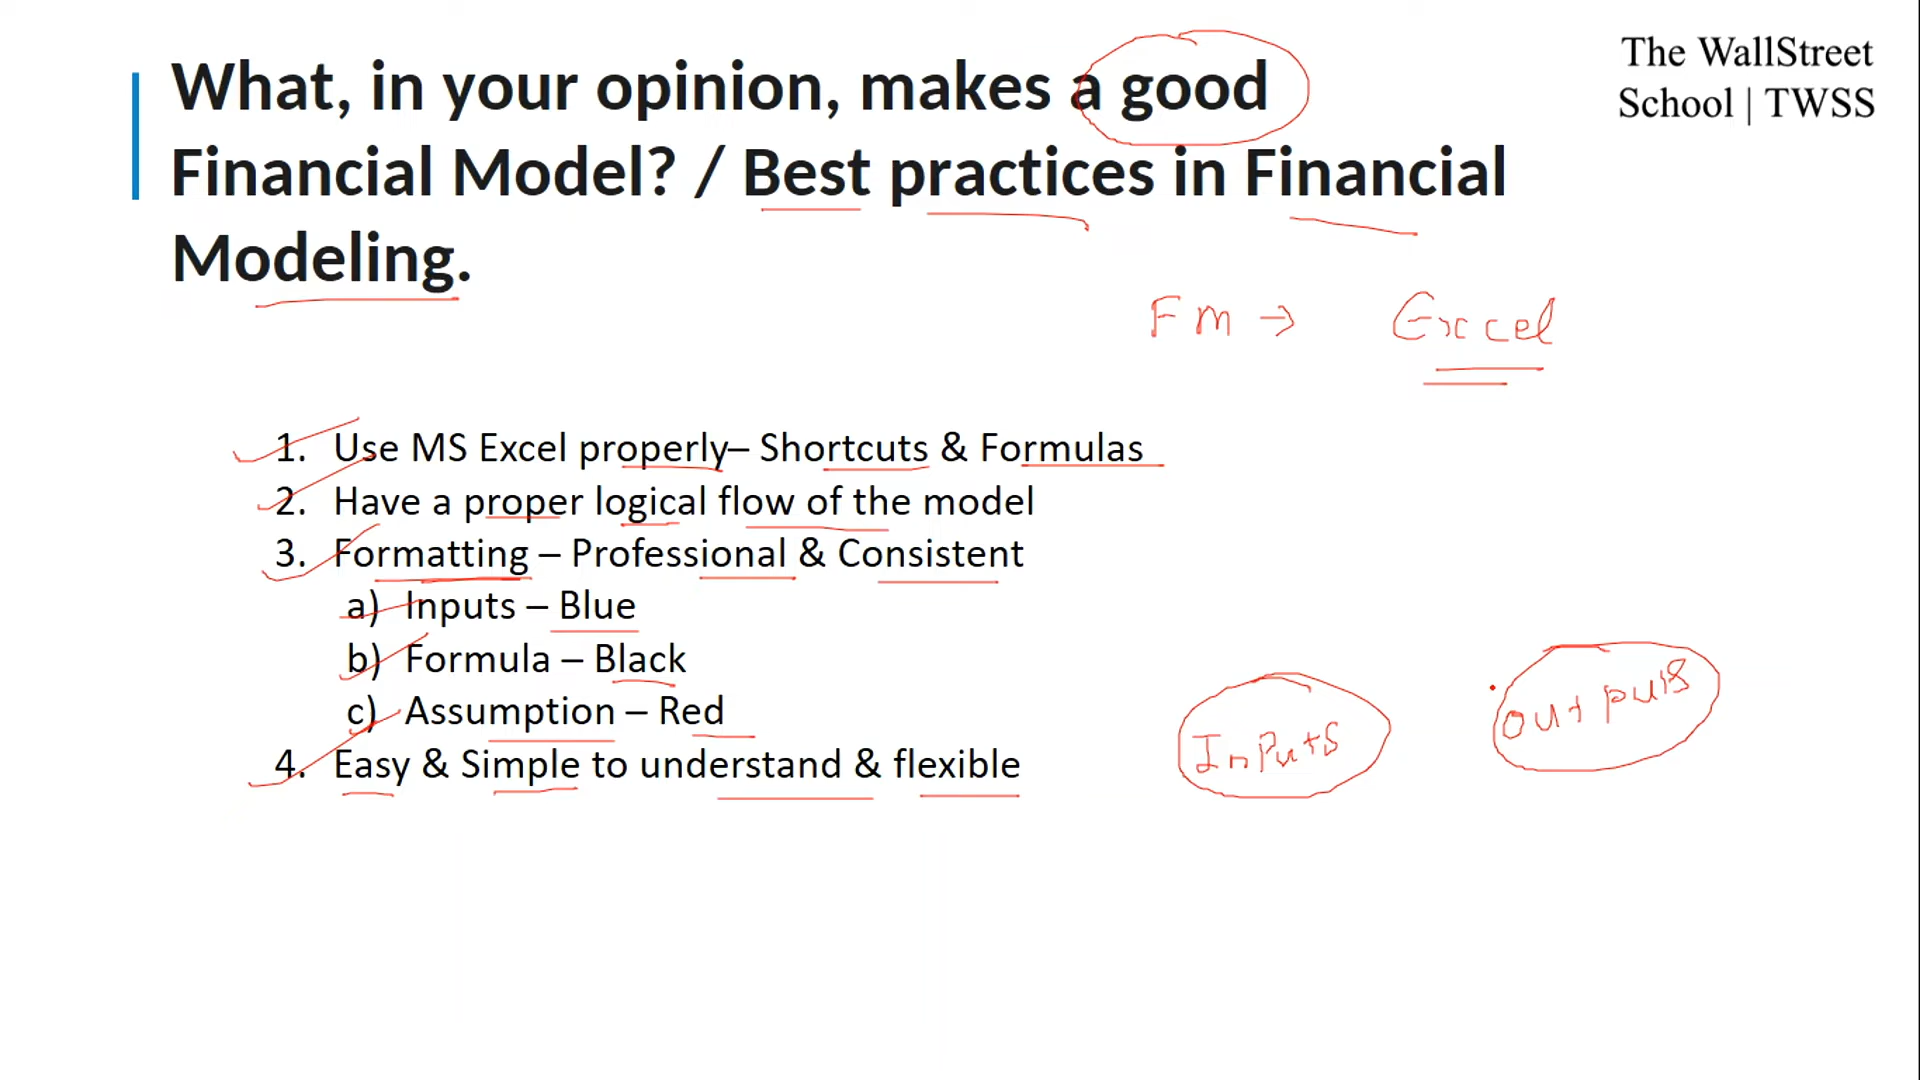 What, in your opinion, makes a good
Financial Model? / Best practices in Financial
Modeling.
The WallStreet
School | TWSS
Fm → Excel
1. Use MS Excel properly– Shortcuts & Formulas
2. Have a proper logical flow of the model
3. Formatting – Professional & Consistent
a) Inputs – Blue
b) Formula – Black
c) Assumption – Red
4. Easy & Simple to understand & flexible
Inputs
outputs